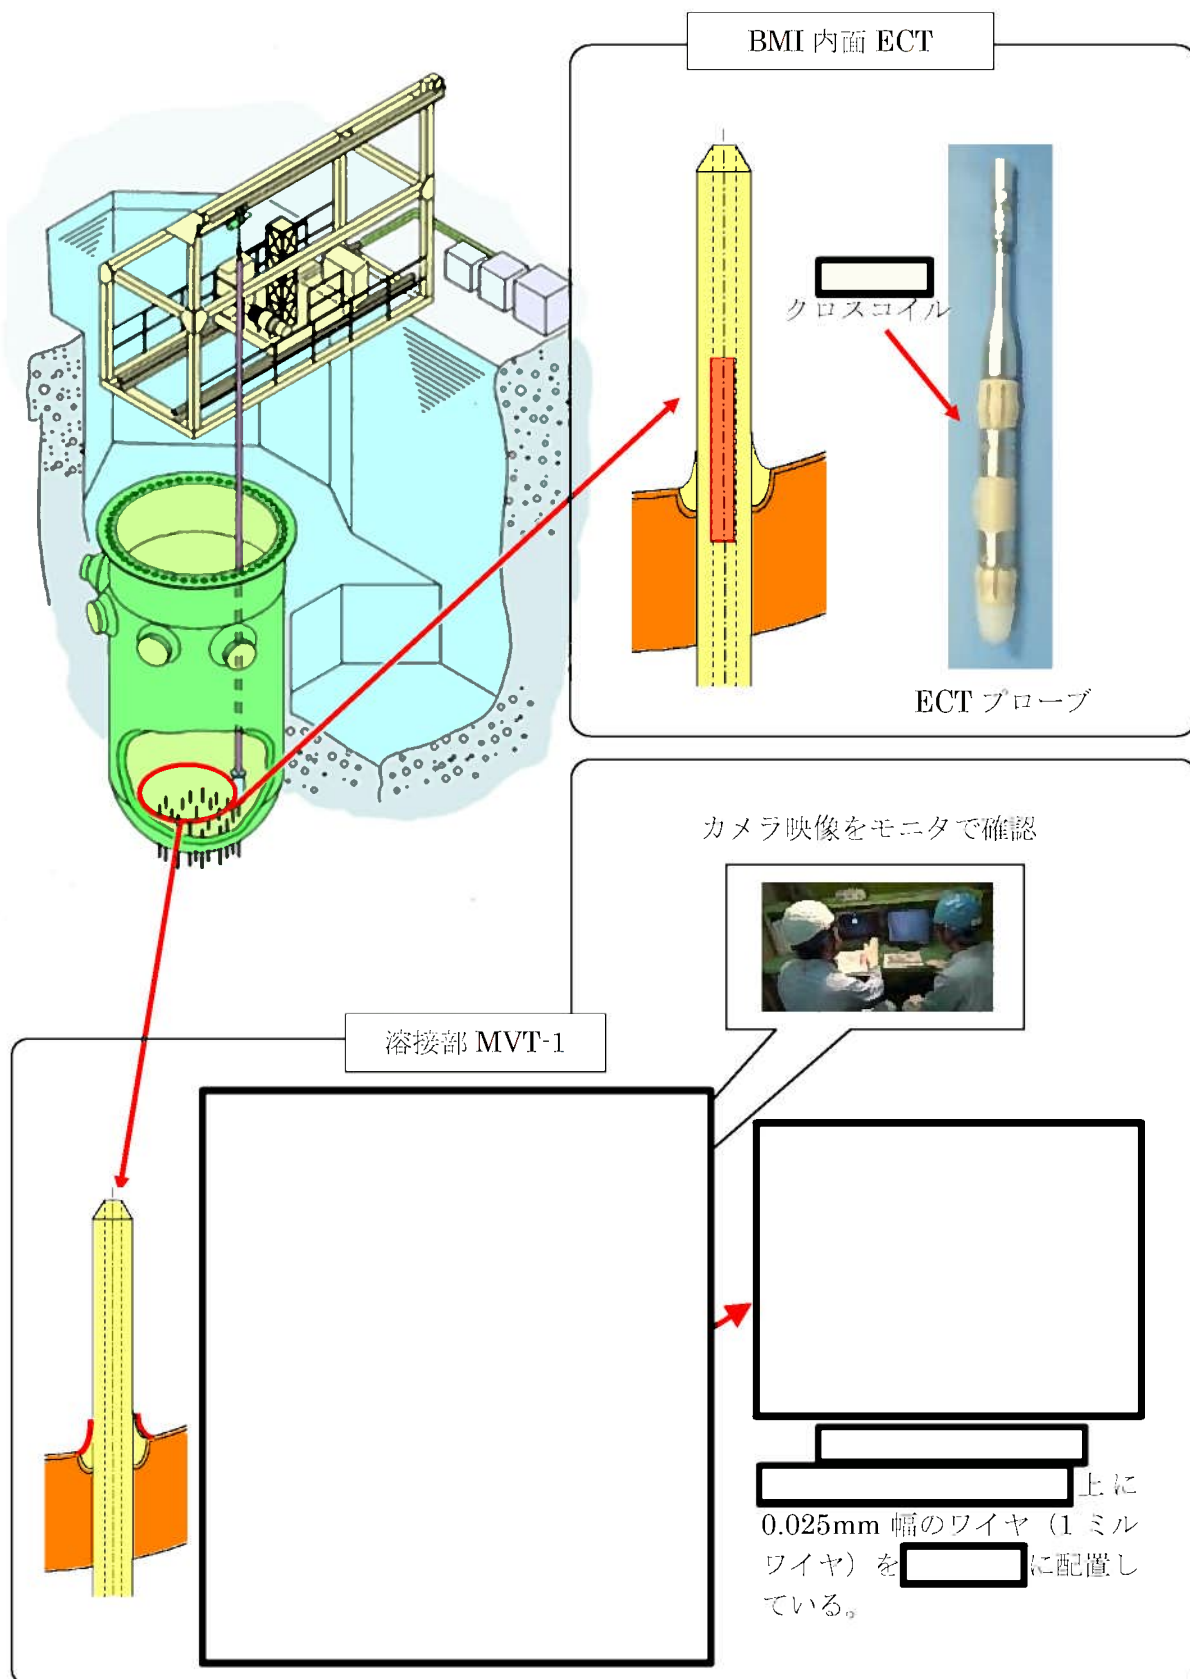 BMI 内面 ECT
クロスコイル
ECT プローブ
カメラ映像をモニタで確認
溶接部 MVT-1
上に
0.025mm 幅のワイヤ（1 ミル
ワイヤ）を に配置し
ている。